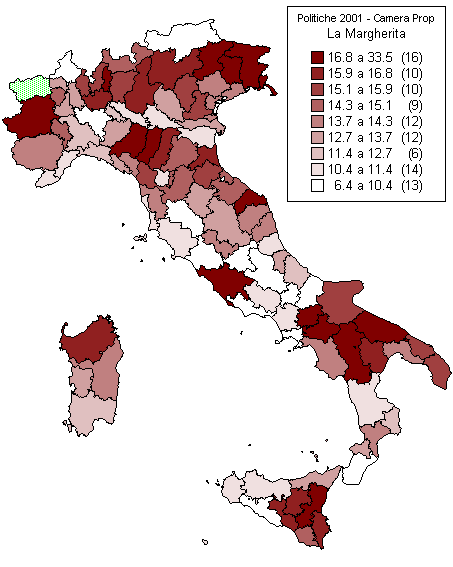 Politiche 2001 - Camera Prop
La Margherita
16.8 a 33.5 (16)
15.9 a 16.8 (10)
15.1 a 15.9 (10)
14.3 a 15.1 (9)
13.7 a 14.3 (12)
12.7 a 13.7 (12)
11.4 a 12.7 (6)
10.4 a 11.4 (14)
6.4 a 10.4 (13)